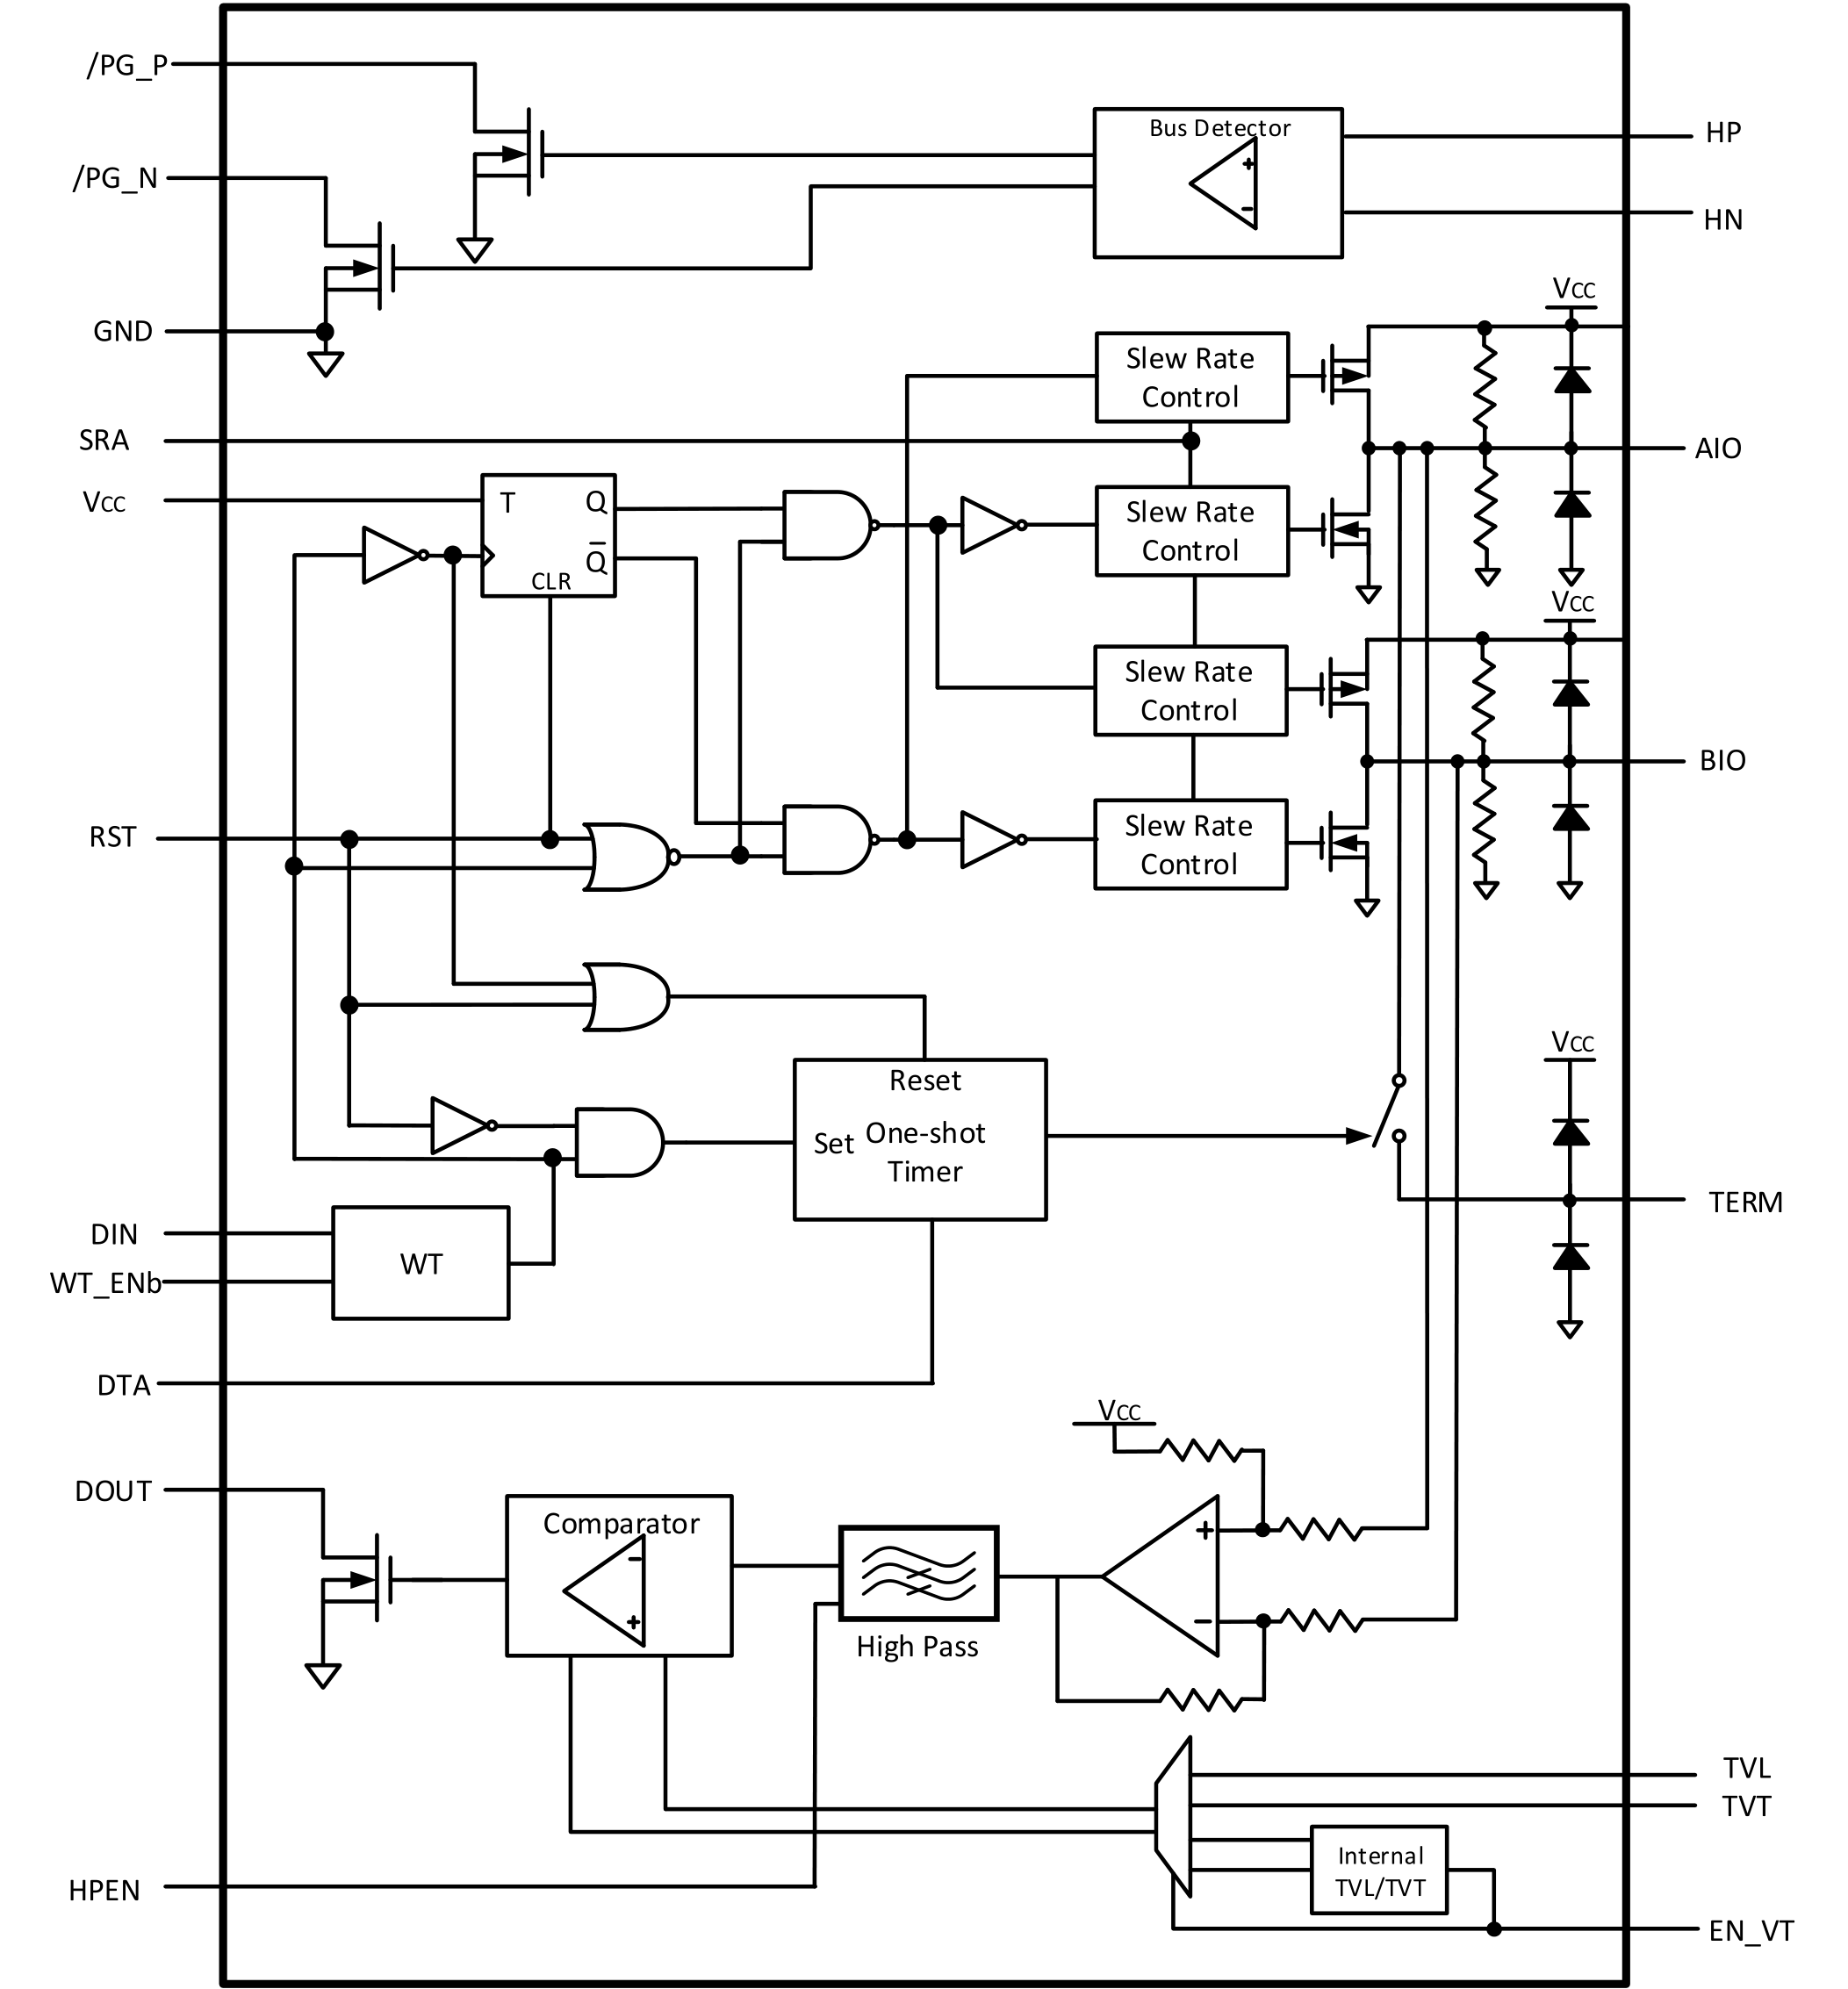 /PG_P
Bus Detector
+
−
HP
/PG_N
HN
VCC
GND
Slew Rate
Control
SRA
AIO
VCC
T
Q
Q
CLR
Slew Rate
Control
VCC
Slew Rate
Control
BIO
RST
Slew Rate
Control
VCC
Reset
Set
One-shot
Timer
TERM
DIN
WT
WT_ENb
DTA
VCC
DOUT
Comparator
−
+
+
−
High Pass
TVL
TVT
Internal
TVL/TVT
HPEN
EN_VT